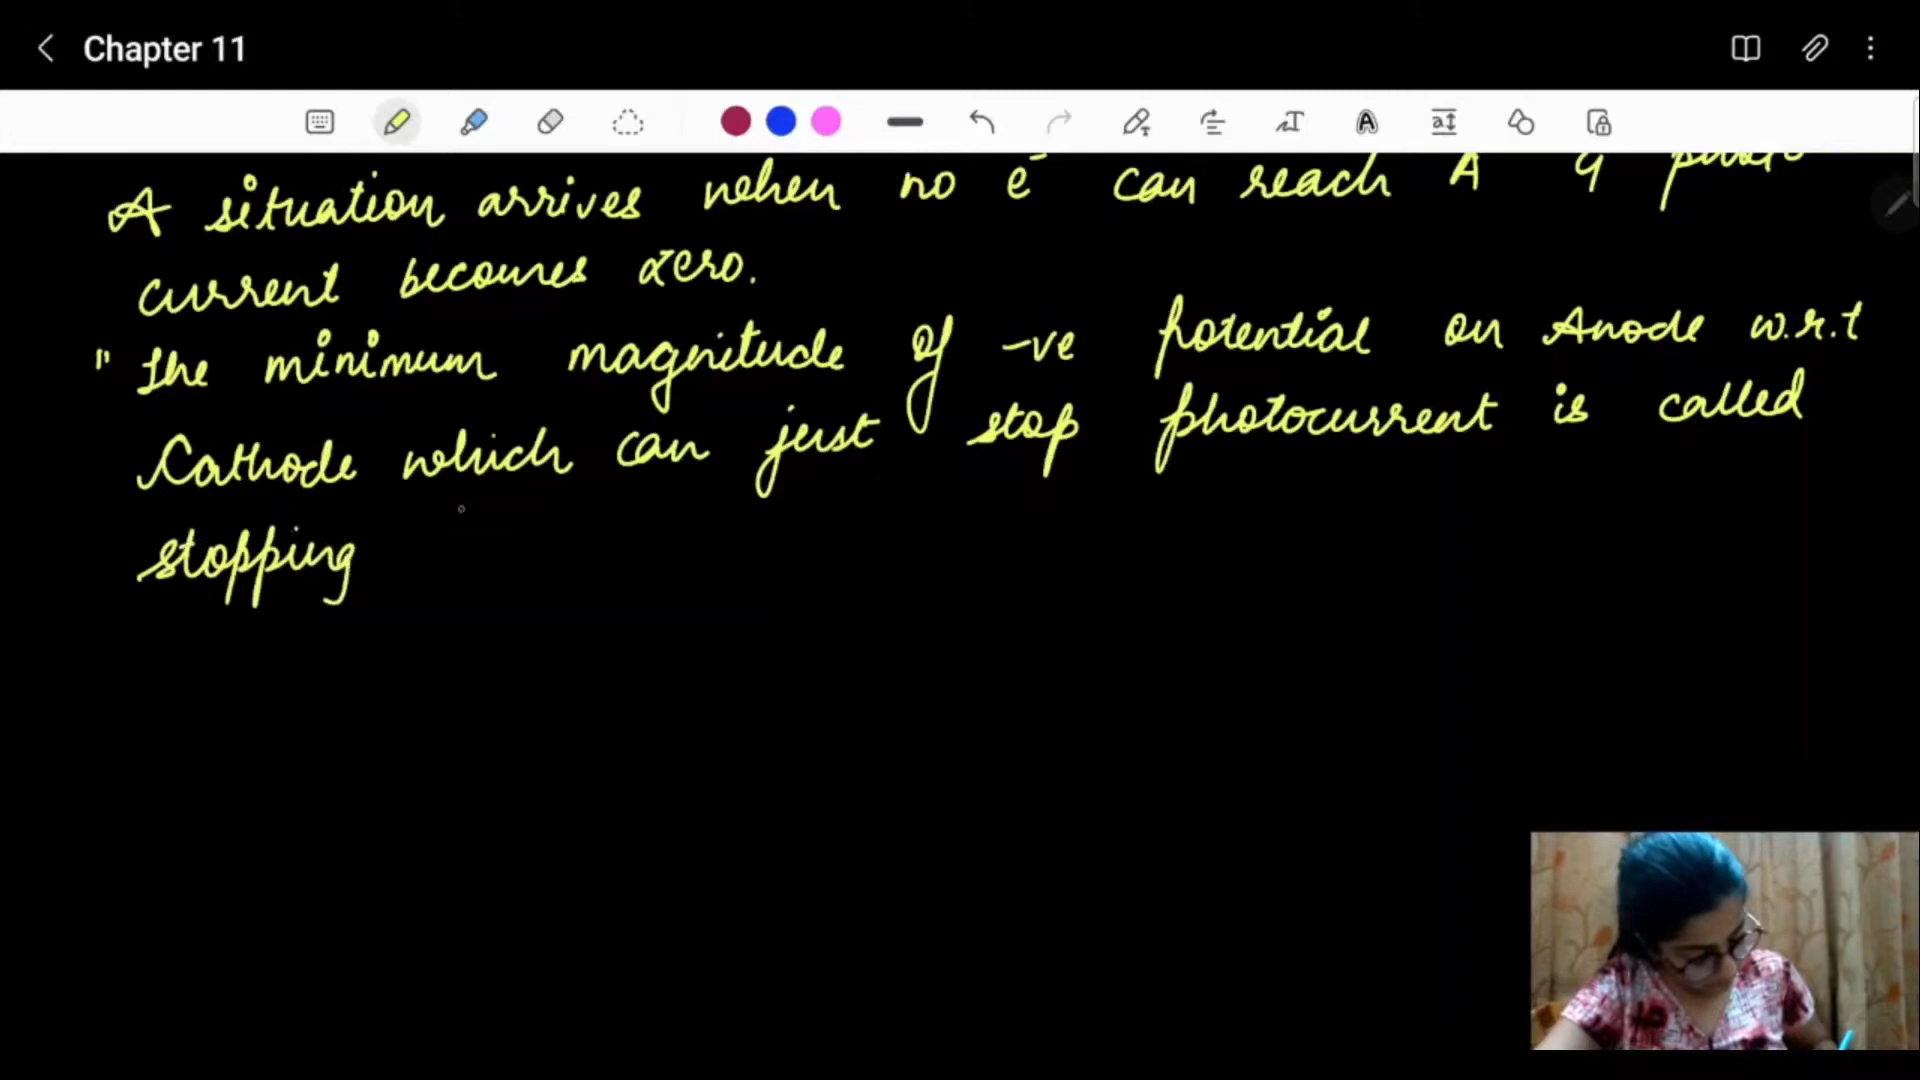 Chapter 11
A situation arrives when no e⁻ can reach A & photo
current becomes zero.
" The minimum magnitude of -ve potential on Anode w.r.t
Cathode which can just stop photocurrent is called
stopping